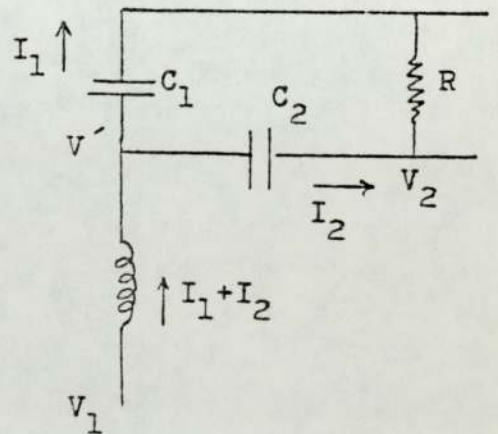 I₁
C₁
C₂
R
V′
V₂
I₂
I₁+I₂
V₁